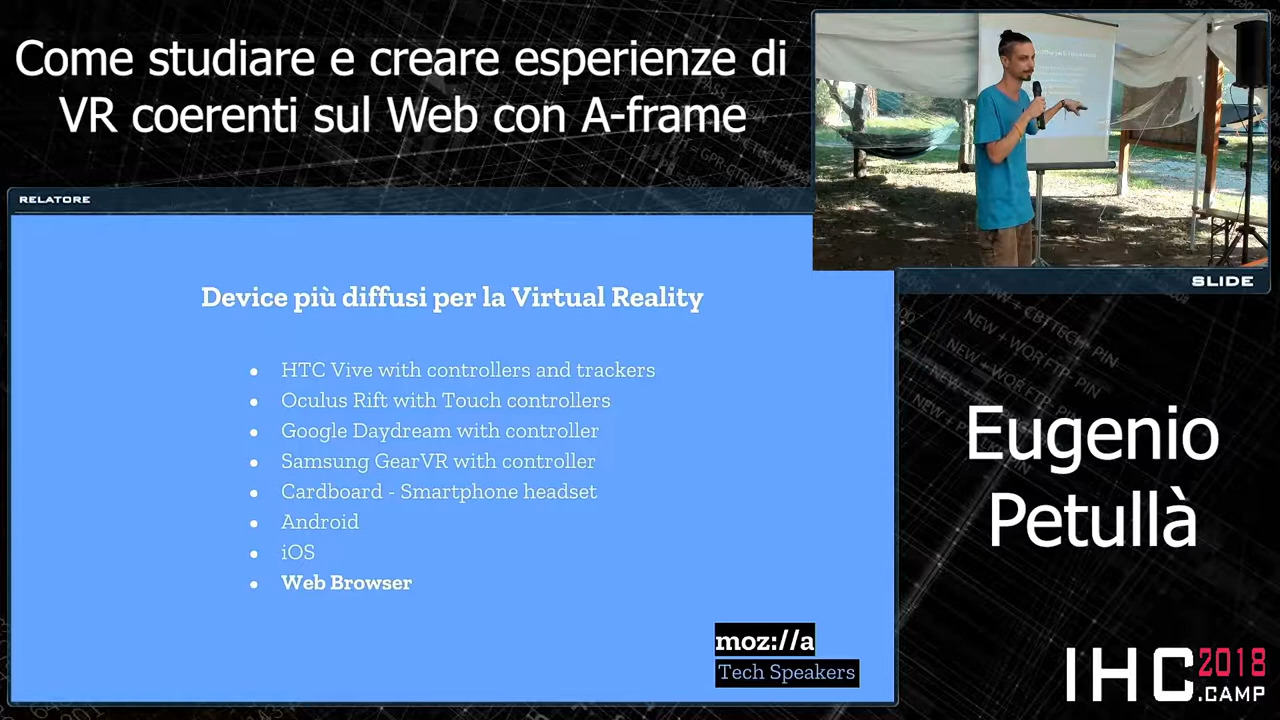 Come studiare e creare esperienze di
VR coerenti sul Web con A-frame
RELATORE
Device più diffusi per la Virtual Reality
HTC Vive with controllers and trackers
Oculus Rift with Touch controllers
Google Daydream with controller
Samsung GearVR with controller
Cardboard - Smartphone headset
Android
iOS
Web Browser
moz://a
Tech Speakers
SLIDE
Eugenio
Petullà
IHC 2018
.CAMP